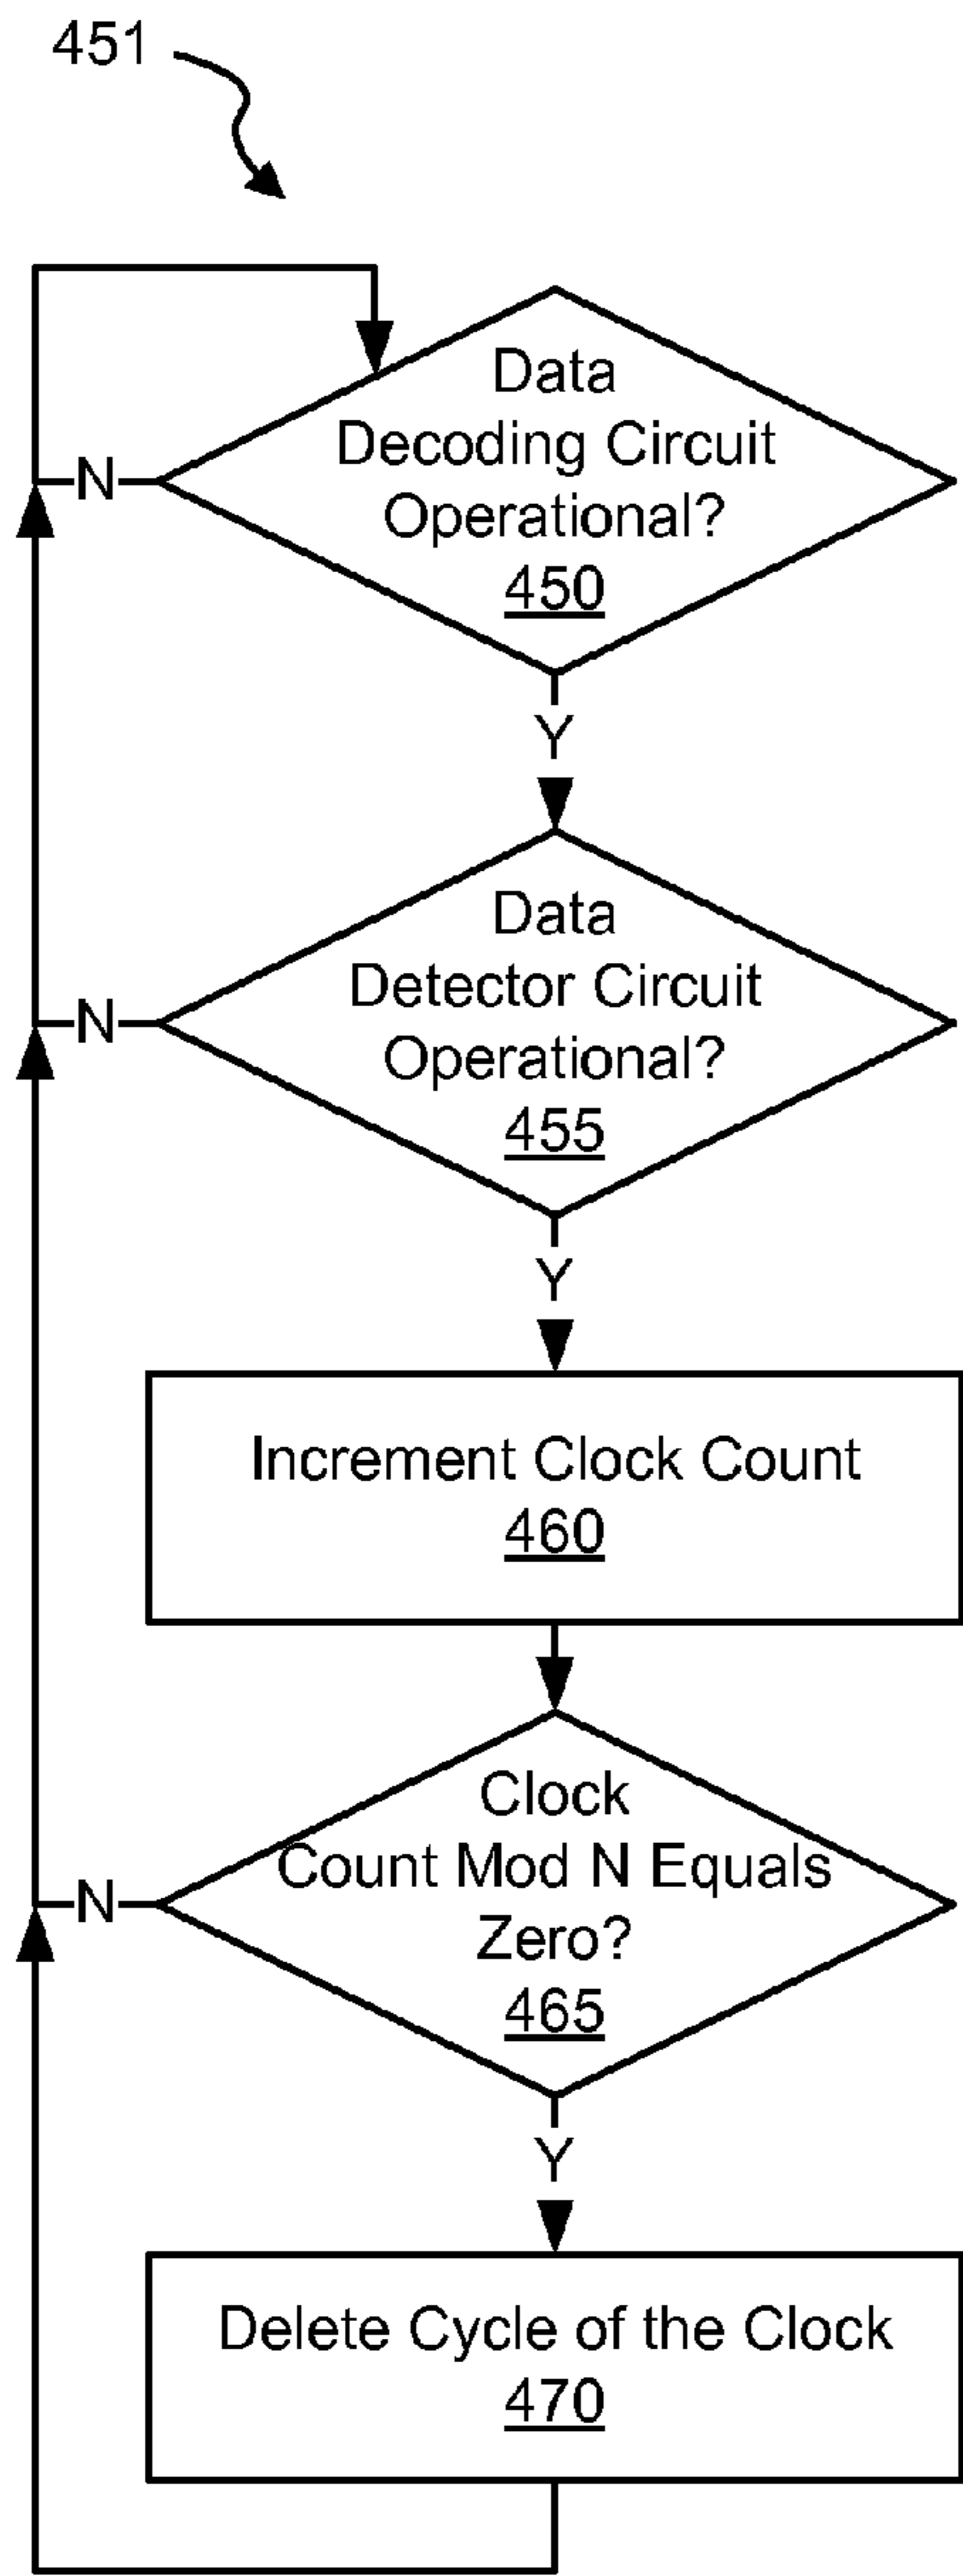 451
Data
Decoding Circuit
Operational?
450
N
Y
Data
Detector Circuit
Operational?
455
N
Y
Increment Clock Count
460
Clock
Count Mod N Equals
Zero?
465
N
Y
Delete Cycle of the Clock
470